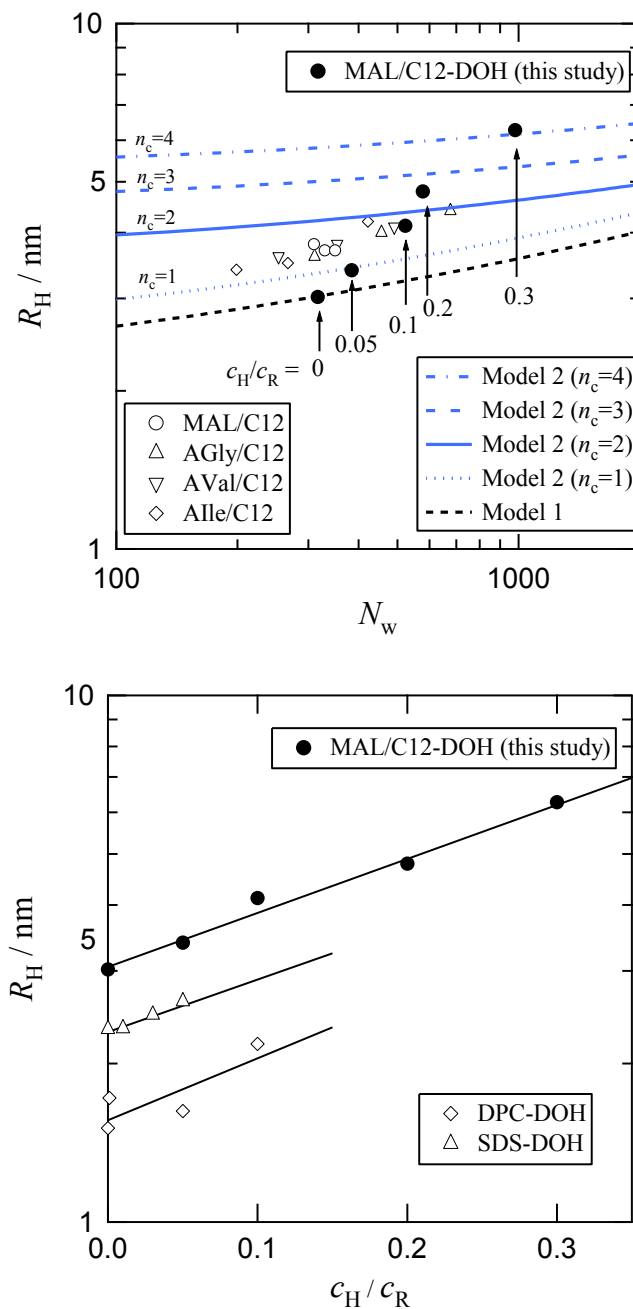 10
MAL/C12-DOH (this study)
n_c=4
n_c=3
5
n_c=2
n_c=1
R_H / nm
0.3
0.2
0.1
0.05
c_H/c_R = 0
MAL/C12
AGly/C12
AVal/C12
AIle/C12
Model 2 (n_c=4)
Model 2 (n_c=3)
Model 2 (n_c=2)
Model 2 (n_c=1)
Model 1
1
100
1000
N_w
10
MAL/C12-DOH (this study)
5
R_H / nm
DPC-DOH
SDS-DOH
1
0.0
0.1
0.2
0.3
c_H / c_R